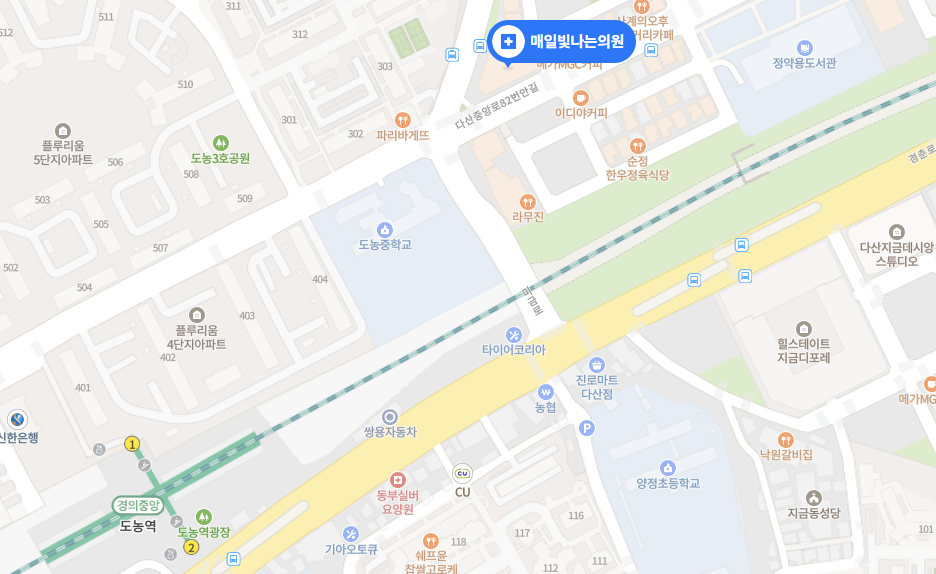 311
512
511
312
사계의오후
커리카페
매일빛나는의원
메가MGC커피
정약용도서관
303
510
다산중앙로82번안길
이디야커피
301
302
파리바게뜨
플루리움
5단지아파트
506
도농3호공원
508
순정
한우정육식당
경춘로
503
509
라무진
505
도농중학교
507
다산지금데시앙
스튜디오
502
504
404
미금로
플루리움
4단지아파트
403
402
타이어코리아
힐스테이트
지금디포레
401
진로마트
다산점
농협
메가MG
신한은행
쌍용자동차
P
1
낙원갈비집
CU
CU
양정초등학교
동부실버
요양원
경의중앙
도농역
지금동성당
도농역광장
2
기아오토큐
116
118
117
101
쉐프윤
찹쌀고로케
112
111